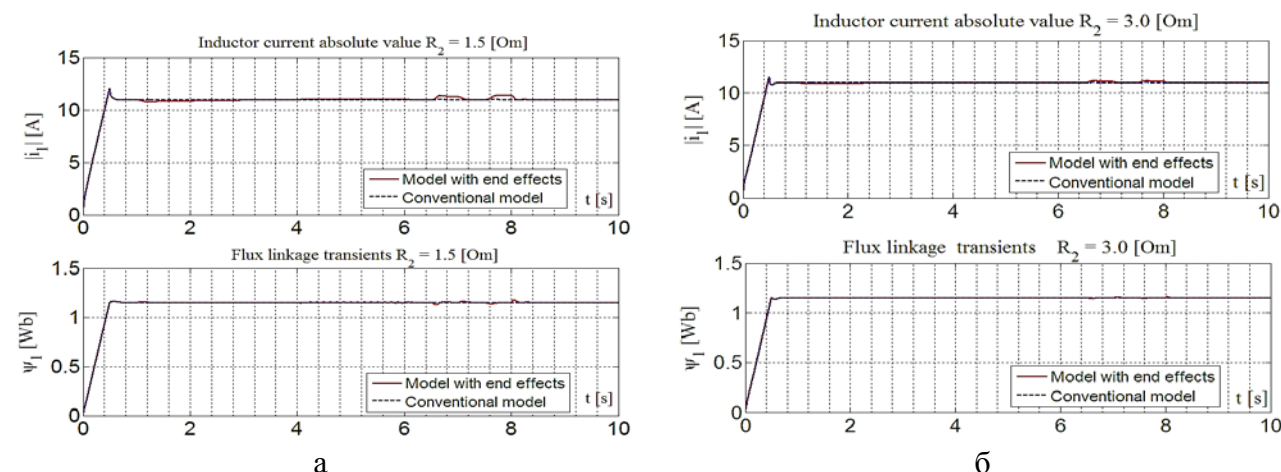 Inductor current absolute value R2 = 1.5 [Om]
15
10
5
0
|i1| [A]
Model with end effects
Conventional model
t [s]
0 2 4 6 8 10
Flux linkage transients R2 = 1.5 [Om]
1.5
1
0.5
0
ψ1 [Wb]
Model with end effects
Conventional model
t [s]
0 2 4 6 8 10
а
Inductor current absolute value R2 = 3.0 [Om]
15
10
5
0
|i1| [A]
Model with end effects
Conventional model
t [s]
0 2 4 6 8 10
Flux linkage transients R2 = 3.0 [Om]
1.5
1
0.5
0
ψ1 [Wb]
Model with end effects
Conventional model
t [s]
0 2 4 6 8 10
б